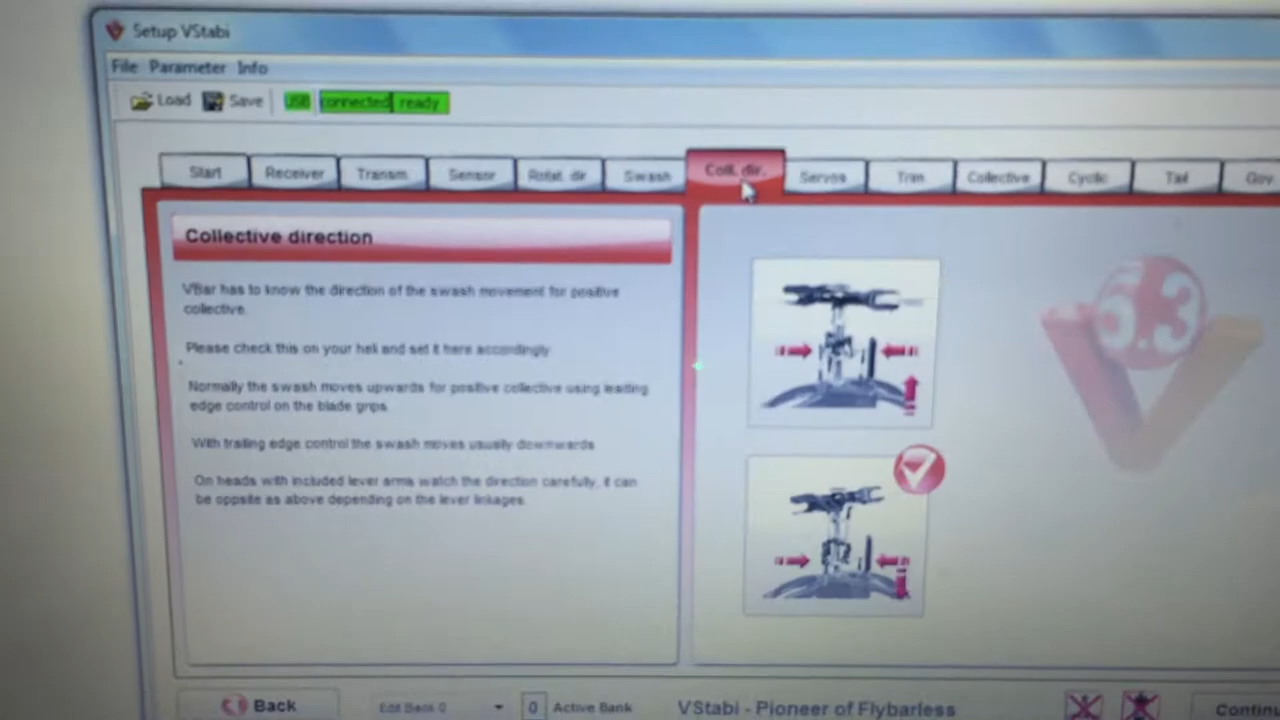 Setup VStabi
File Parameter Info
Load Save USB connected ready
Start Receiver Transm. Sensor Rotat. dir Swash Coll. dir. Servos Trim Collective Cyclic Tail Gov
Collective direction
VBar has to know the direction of the swash movement for positive
collective.
Please check this on your heli and set it here accordingly
Normally the swash moves upwards for positive collective using leading
edge control on the blade grips.
With trailing edge control the swash moves usually downwards
On heads with included lever arms watch the direction carefully, it can
be oppsite as above depending on the lever linkages.
5.3
Back Edit Bank 0 0 Active Bank VStabi - Pioneer of Flybarless Continu